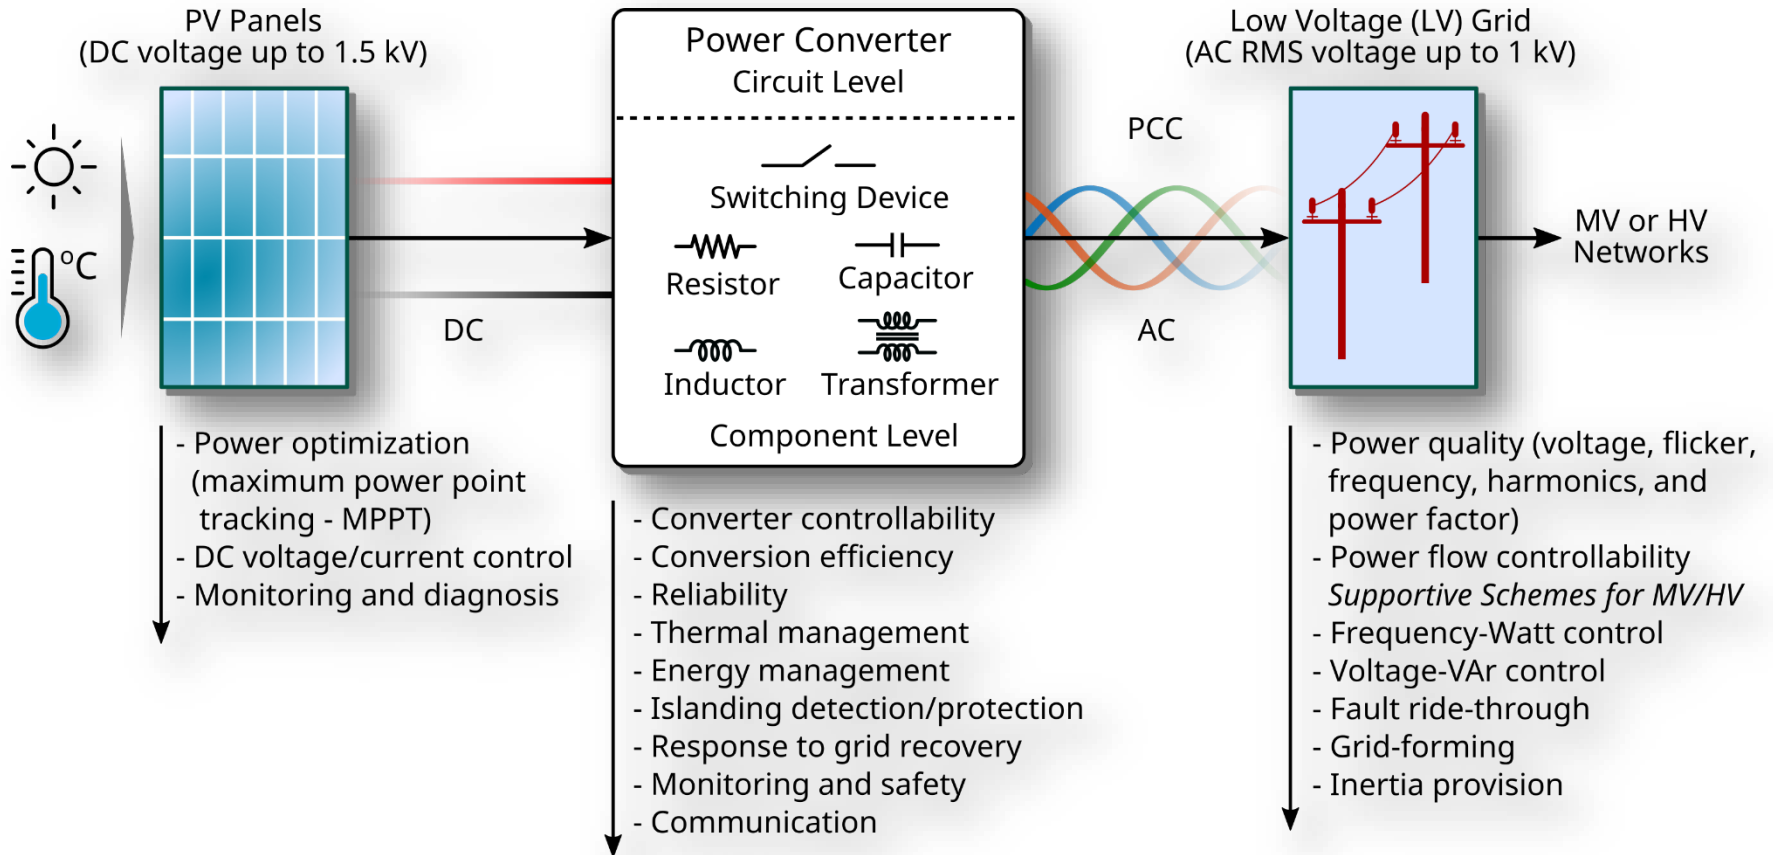 PV Panels
(DC voltage up to 1.5 kV)
Power Converter
Circuit Level
Low Voltage (LV) Grid
(AC RMS voltage up to 1 kV)
PCC
Switching Device
Resistor
Capacitor
Inductor
Transformer
Component Level
°C
DC
AC
MV or HV
Networks
- Power optimization
(maximum power point
tracking - MPPT)
- DC voltage/current control
- Monitoring and diagnosis
- Converter controllability
- Conversion efficiency
- Reliability
- Thermal management
- Energy management
- Islanding detection/protection
- Response to grid recovery
- Monitoring and safety
- Communication
- Power quality (voltage, flicker,
frequency, harmonics, and
power factor)
- Power flow controllability
Supportive Schemes for MV/HV
- Frequency-Watt control
- Voltage-VAr control
- Fault ride-through
- Grid-forming
- Inertia provision